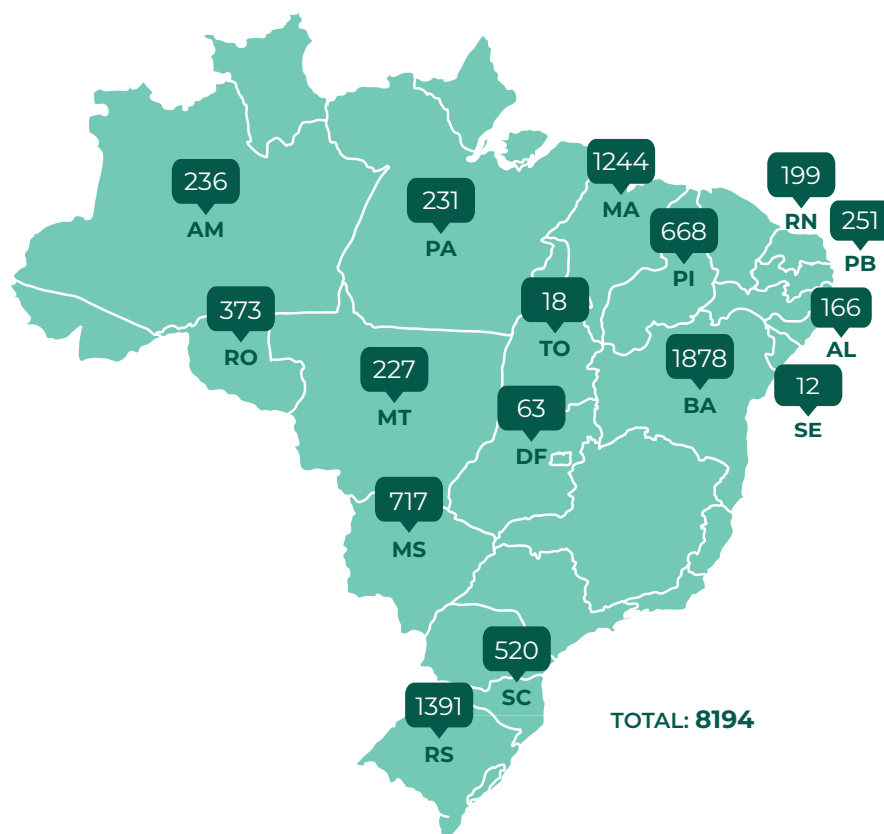 1244
MA
199
RN
236
AM
231
PA
251
PB
668
PI
373
RO
18
TO
166
AL
227
MT
1878
BA
12
SE
63
DF
717
MS
520
SC
1391
RS
TOTAL: 8194